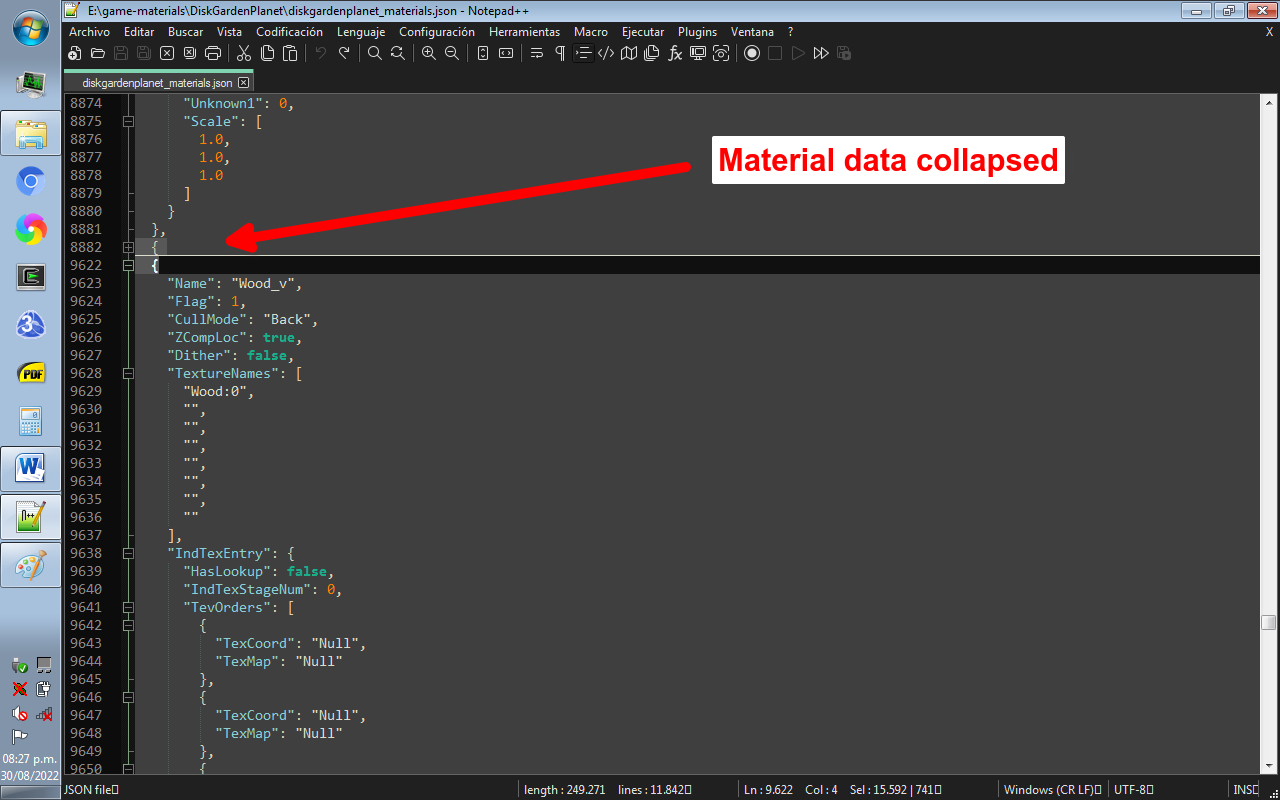 E:\game-materials\DiskGardenPlanet\diskgardenplanet_materials.json - Notepad++
Archivo Editar Buscar Vista Codificación Lenguaje Configuración Herramientas Macro Ejecutar Plugins Ventana ? X
diskgardenplanet_materials.json
8874 "Unknown1": 0,
8875 "Scale": [
8876 1.0,
8877 1.0,
8878 1.0
8879 ]
8880 }
8881 },
8882 {
9622 {
9623 "Name": "Wood_v",
9624 "Flag": 1,
9625 "CullMode": "Back",
9626 "ZCompLoc": true,
9627 "Dither": false,
9628 "TextureNames": [
9629 "Wood:0",
9630 "",
9631 "",
9632 "",
9633 "",
9634 "",
9635 "",
9636 ""
9637 ],
9638 "IndTexEntry": {
9639 "HasLookup": false,
9640 "IndTexStageNum": 0,
9641 "TevOrders": [
9642 {
9643 "TexCoord": "Null",
9644 "TexMap": "Null"
9645 },
9646 {
9647 "TexCoord": "Null",
9648 "TexMap": "Null"
9649 },
9650 {
Material data collapsed
PDF
08:27 p.m.
30/08/2022
JSON file length : 249.271 lines : 11.842 Ln : 9.622 Col : 4 Sel : 15.592 | 741 Windows (CR LF) UTF-8 INS